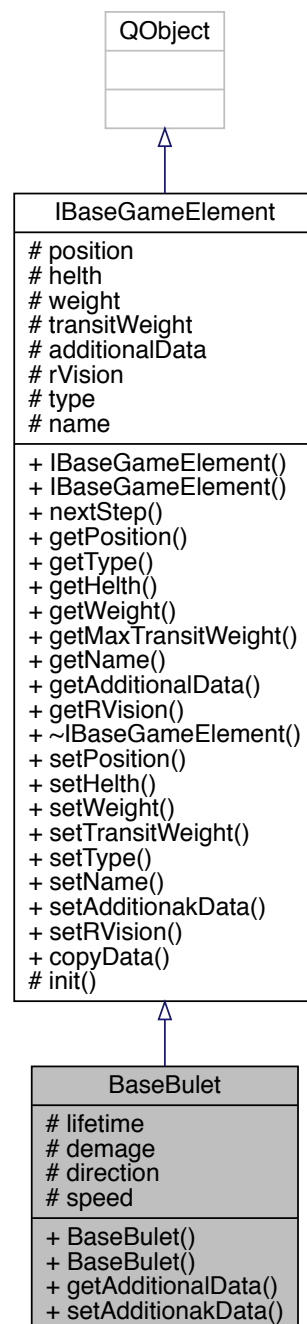 QObject
IBaseGameElement
# position
# helth
# weight
# transitWeight
# additionalData
# rVision
# type
# name
+ IBaseGameElement()
+ IBaseGameElement()
+ nextStep()
+ getPosition()
+ getType()
+ getHelth()
+ getWeight()
+ getMaxTransitWeight()
+ getName()
+ getAdditionalData()
+ getRVision()
+ ~IBaseGameElement()
+ setPosition()
+ setHelth()
+ setWeight()
+ setTransitWeight()
+ setType()
+ setName()
+ setAdditionakData()
+ setRVision()
+ copyData()
# init()
BaseBulet
# lifetime
# demage
# direction
# speed
+ BaseBulet()
+ BaseBulet()
+ getAdditionalData()
+ setAdditionakData()